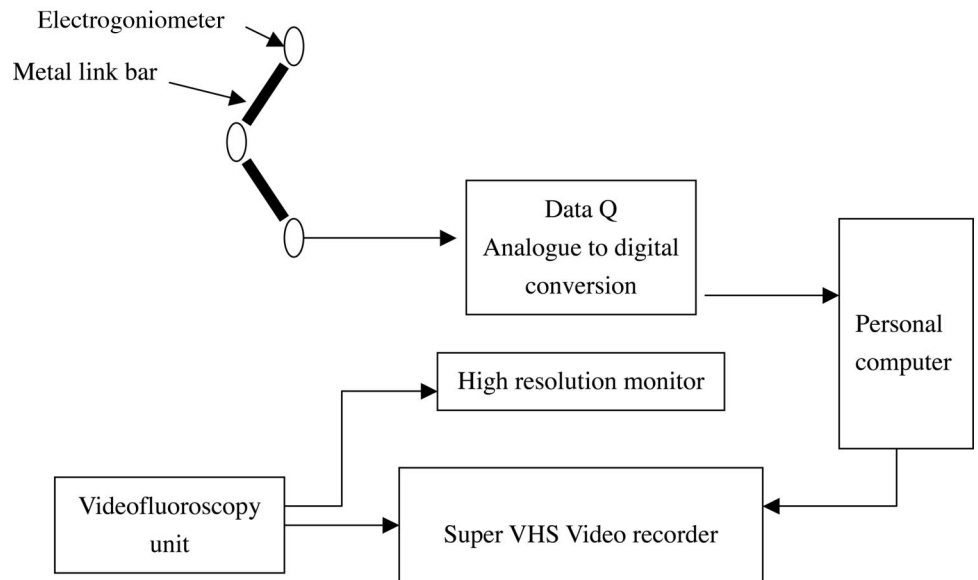 Electrogoniometer
Metal link bar
Data Q
Analogue to digital
conversion
Personal
computer
High resolution monitor
Videofluoroscopy
unit
Super VHS Video recorder